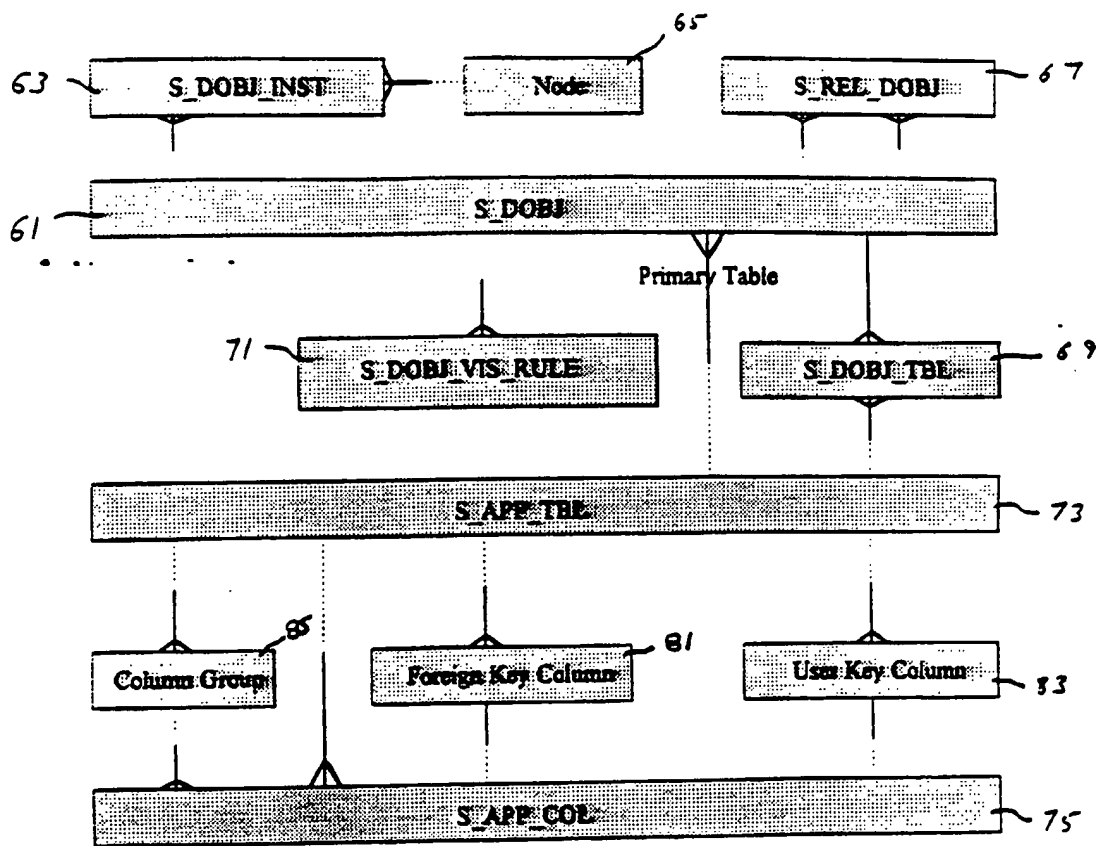 65
63 S_DOBJ_INST Node S_REL_DOBJ 67
S_DOBJ
61
Primary Table
71 S_DOBJ_VIS_RULE S_DOBJ_TBL 69
S_APP_TBL 73
85 81
Column Group Foreign Key Column User Key Column 83
S_APP_COL 75